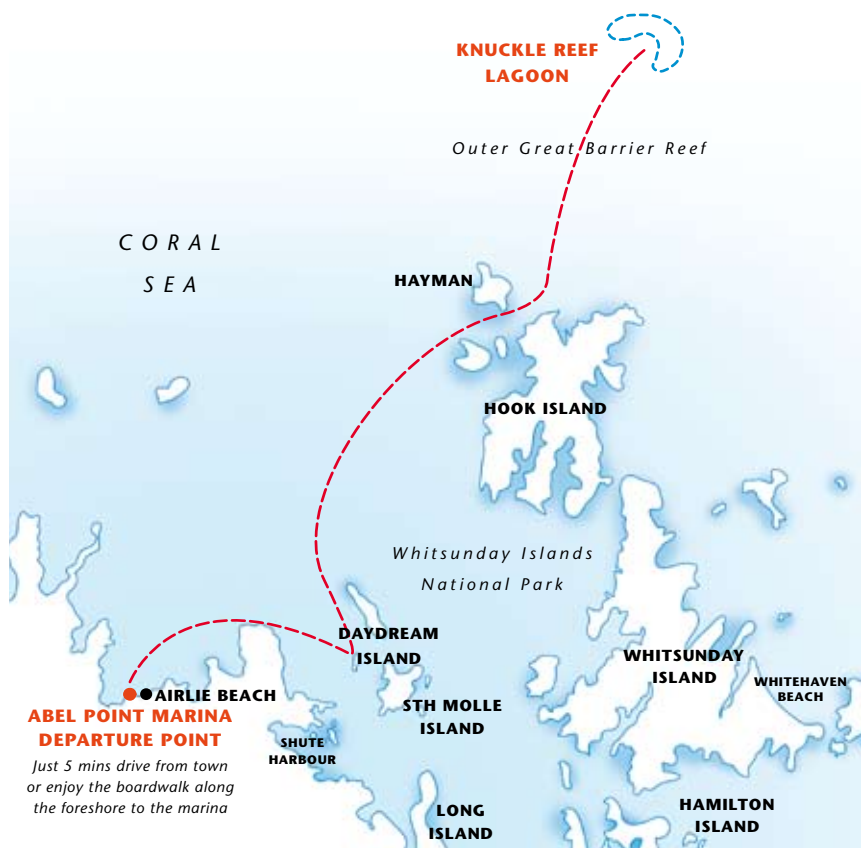 KNUCKLE REEF
LAGOON
Outer Great Barrier Reef
CORAL
SEA
HAYMAN
HOOK ISLAND
Whitsunday Islands
National Park
DAYDREAM
ISLAND
WHITSUNDAY
ISLAND
WHITEHAVEN
BEACH
AIRLIE BEACH
STH MOLLE
ISLAND
ABEL POINT MARINA
DEPARTURE POINT
Just 5 mins drive from town
or enjoy the boardwalk along
the foreshore to the marina
SHUTE
HARBOUR
LONG
ISLAND
HAMILTON
ISLAND